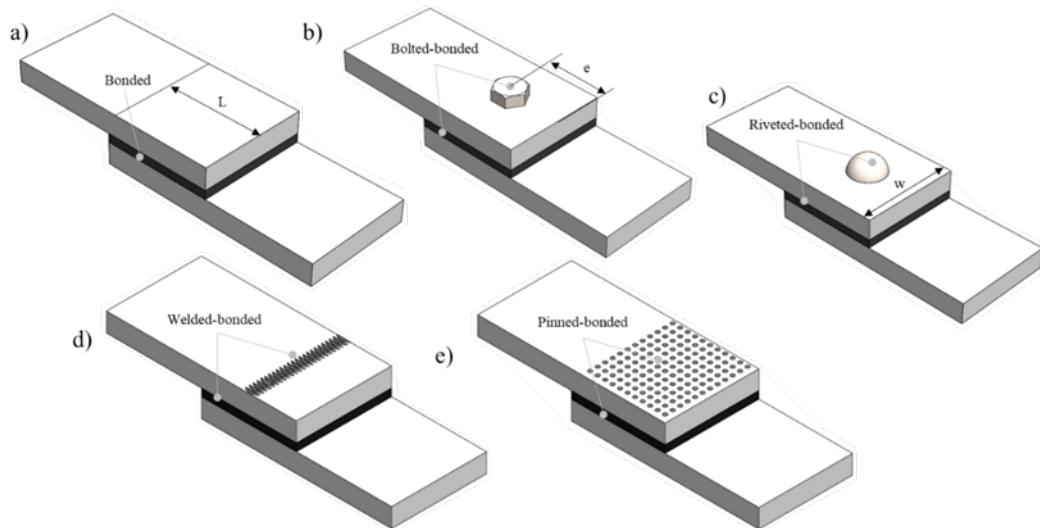 a)
Bonded
L
b)
Bolted-bonded
e
c)
Riveted-bonded
w
d)
Welded-bonded
e)
Pinned-bonded